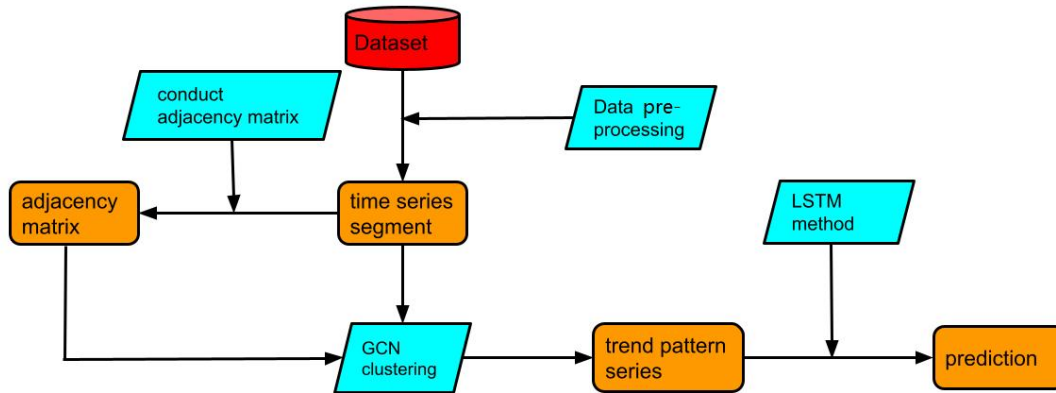 Dataset
conduct
adjacency matrix
Data pre-
processing
adjacency
matrix
time series
segment
LSTM
method
GCN
clustering
trend pattern
series
prediction